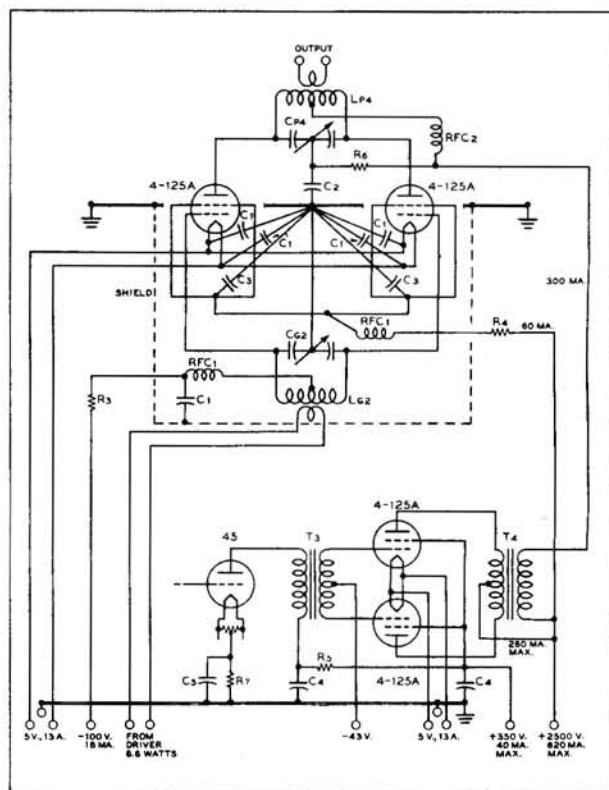 OUTPUT
LP4
CP4
RFC2
R6
4-125A
C2
4-125A
C1
C1
C1
C1
C3
C3
SHIELD
300 MA.
RFC1
R4
60 MA.
CG2
RFC1
R3
C1
LG2
4-125A
45
T3
T4
260 MA.
MAX.
R5
C5
R7
C4
4-125A
C4
5 V., 13 A.
-100 V.
18 MA.
FROM
DRIVER
6.6 WATTS
-43 V.
5 V., 13 A.
+350 V.
40 MA.
MAX.
+2500 V.
620 MA.
MAX.